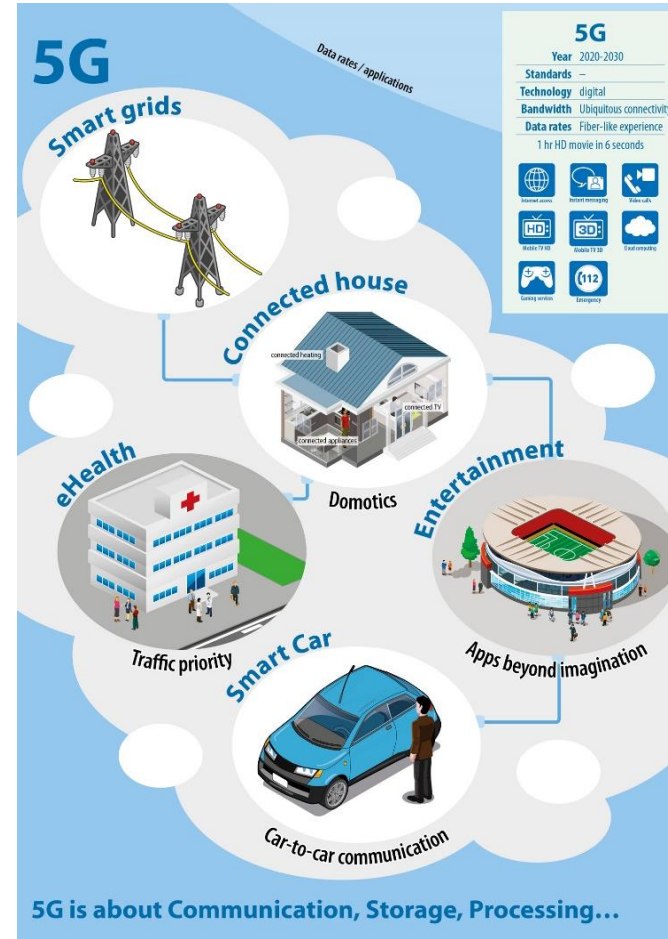 5G
Data rates / applications
5G
Year 2020-2030
Standards –
Technology digital
Bandwidth Ubiquitous connectivity
Data rates Fiber-like experience
1 hr HD movie in 6 seconds
Internet access
Instant messaging
Video calls
HD
3D
Mobile TV HD
Mobile TV 3D
Cloud computing
112
Gaming services
Emergency
Smart grids
Connected house
connected heating
connected TV
connected appliances
Domotics
eHealth
Traffic priority
Entertainment
Apps beyond imagination
Smart Car
Car-to-car communication
5G is about Communication, Storage, Processing...